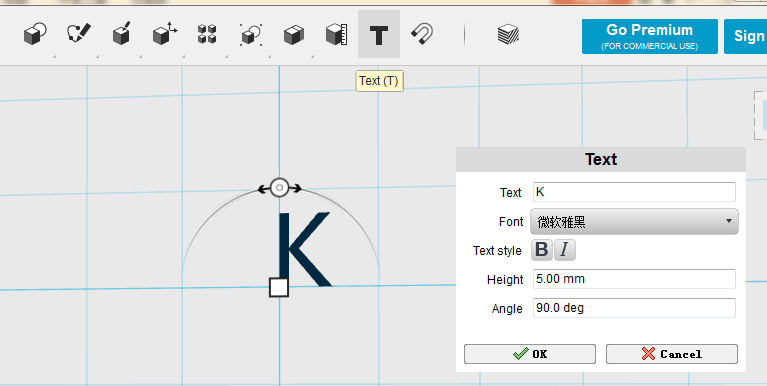 Go Premium
(FOR COMMERCIAL USE)
Sign
T
Text (T)
K
Text
Text K
Font 微软雅黑
Text style B I
Height 5.00 mm
Angle 90.0 deg
OK Cancel